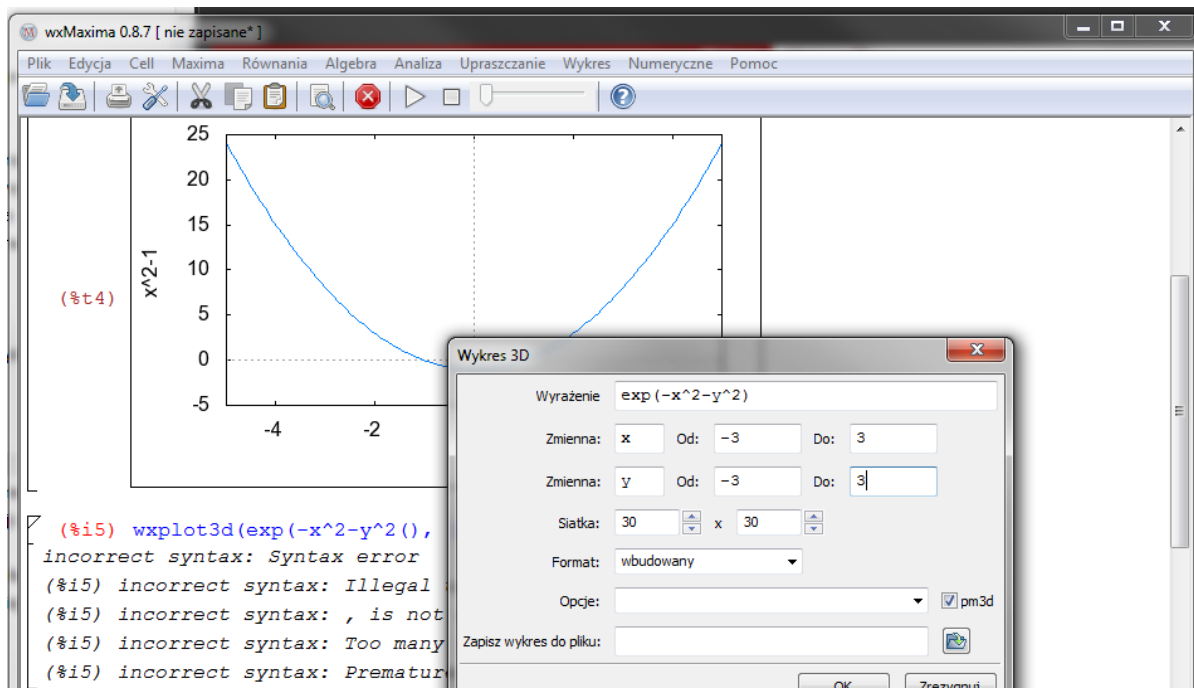 wxMaxima 0.8.7 [ nie zapisane* ]
Plik Edycja Cell Maxima Równania Algebra Analiza Upraszczanie Wykres Numeryczne Pomoc
25
20
15
10
5
0
-5
x^2-1
(%t4)
-4 -2
(%i5) wxplot3d(exp(-x^2-y^2(),
incorrect syntax: Syntax error
(%i5) incorrect syntax: Illegal
(%i5) incorrect syntax: , is not
(%i5) incorrect syntax: Too many
(%i5) incorrect syntax: Prematur
Wykres 3D
Wyrażenie exp(-x^2-y^2)
Zmienna: x Od: -3 Do: 3
Zmienna: y Od: -3 Do: 3
Siatka: 30 x 30
Format: wbudowany
Opcje: pm3d
Zapisz wykres do pliku:
OK Zrezygnuj